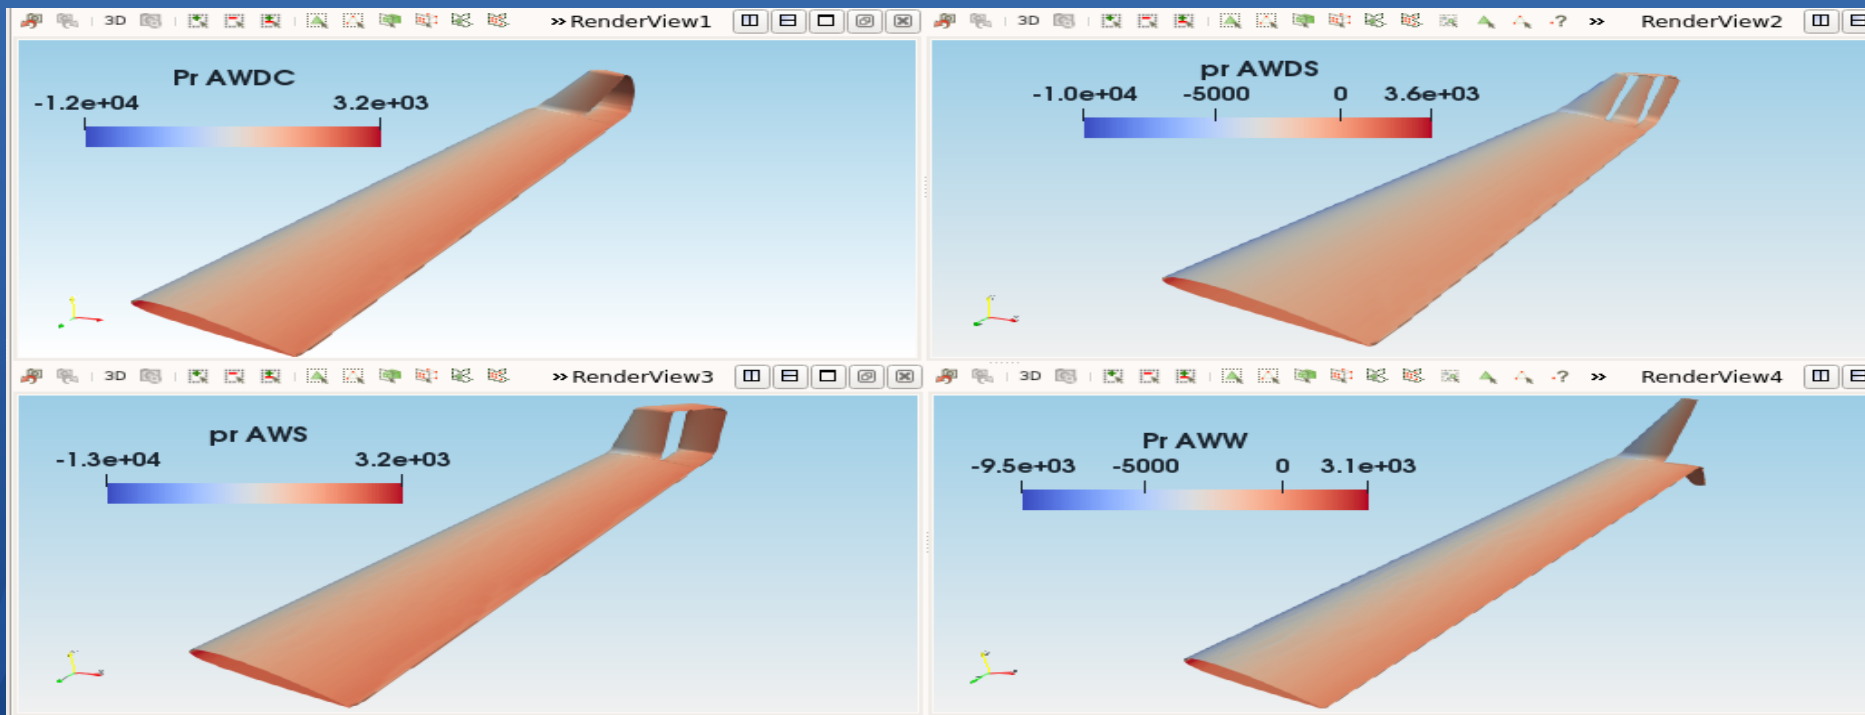 3D » RenderView1
3D .? » RenderView2
Pr AWDC
-1.2e+04 3.2e+03
pr AWDS
-1.0e+04 -5000 0 3.6e+03
3D » RenderView3
3D .? » RenderView4
pr AWS
-1.3e+04 3.2e+03
Pr AWW
-9.5e+03 -5000 0 3.1e+03